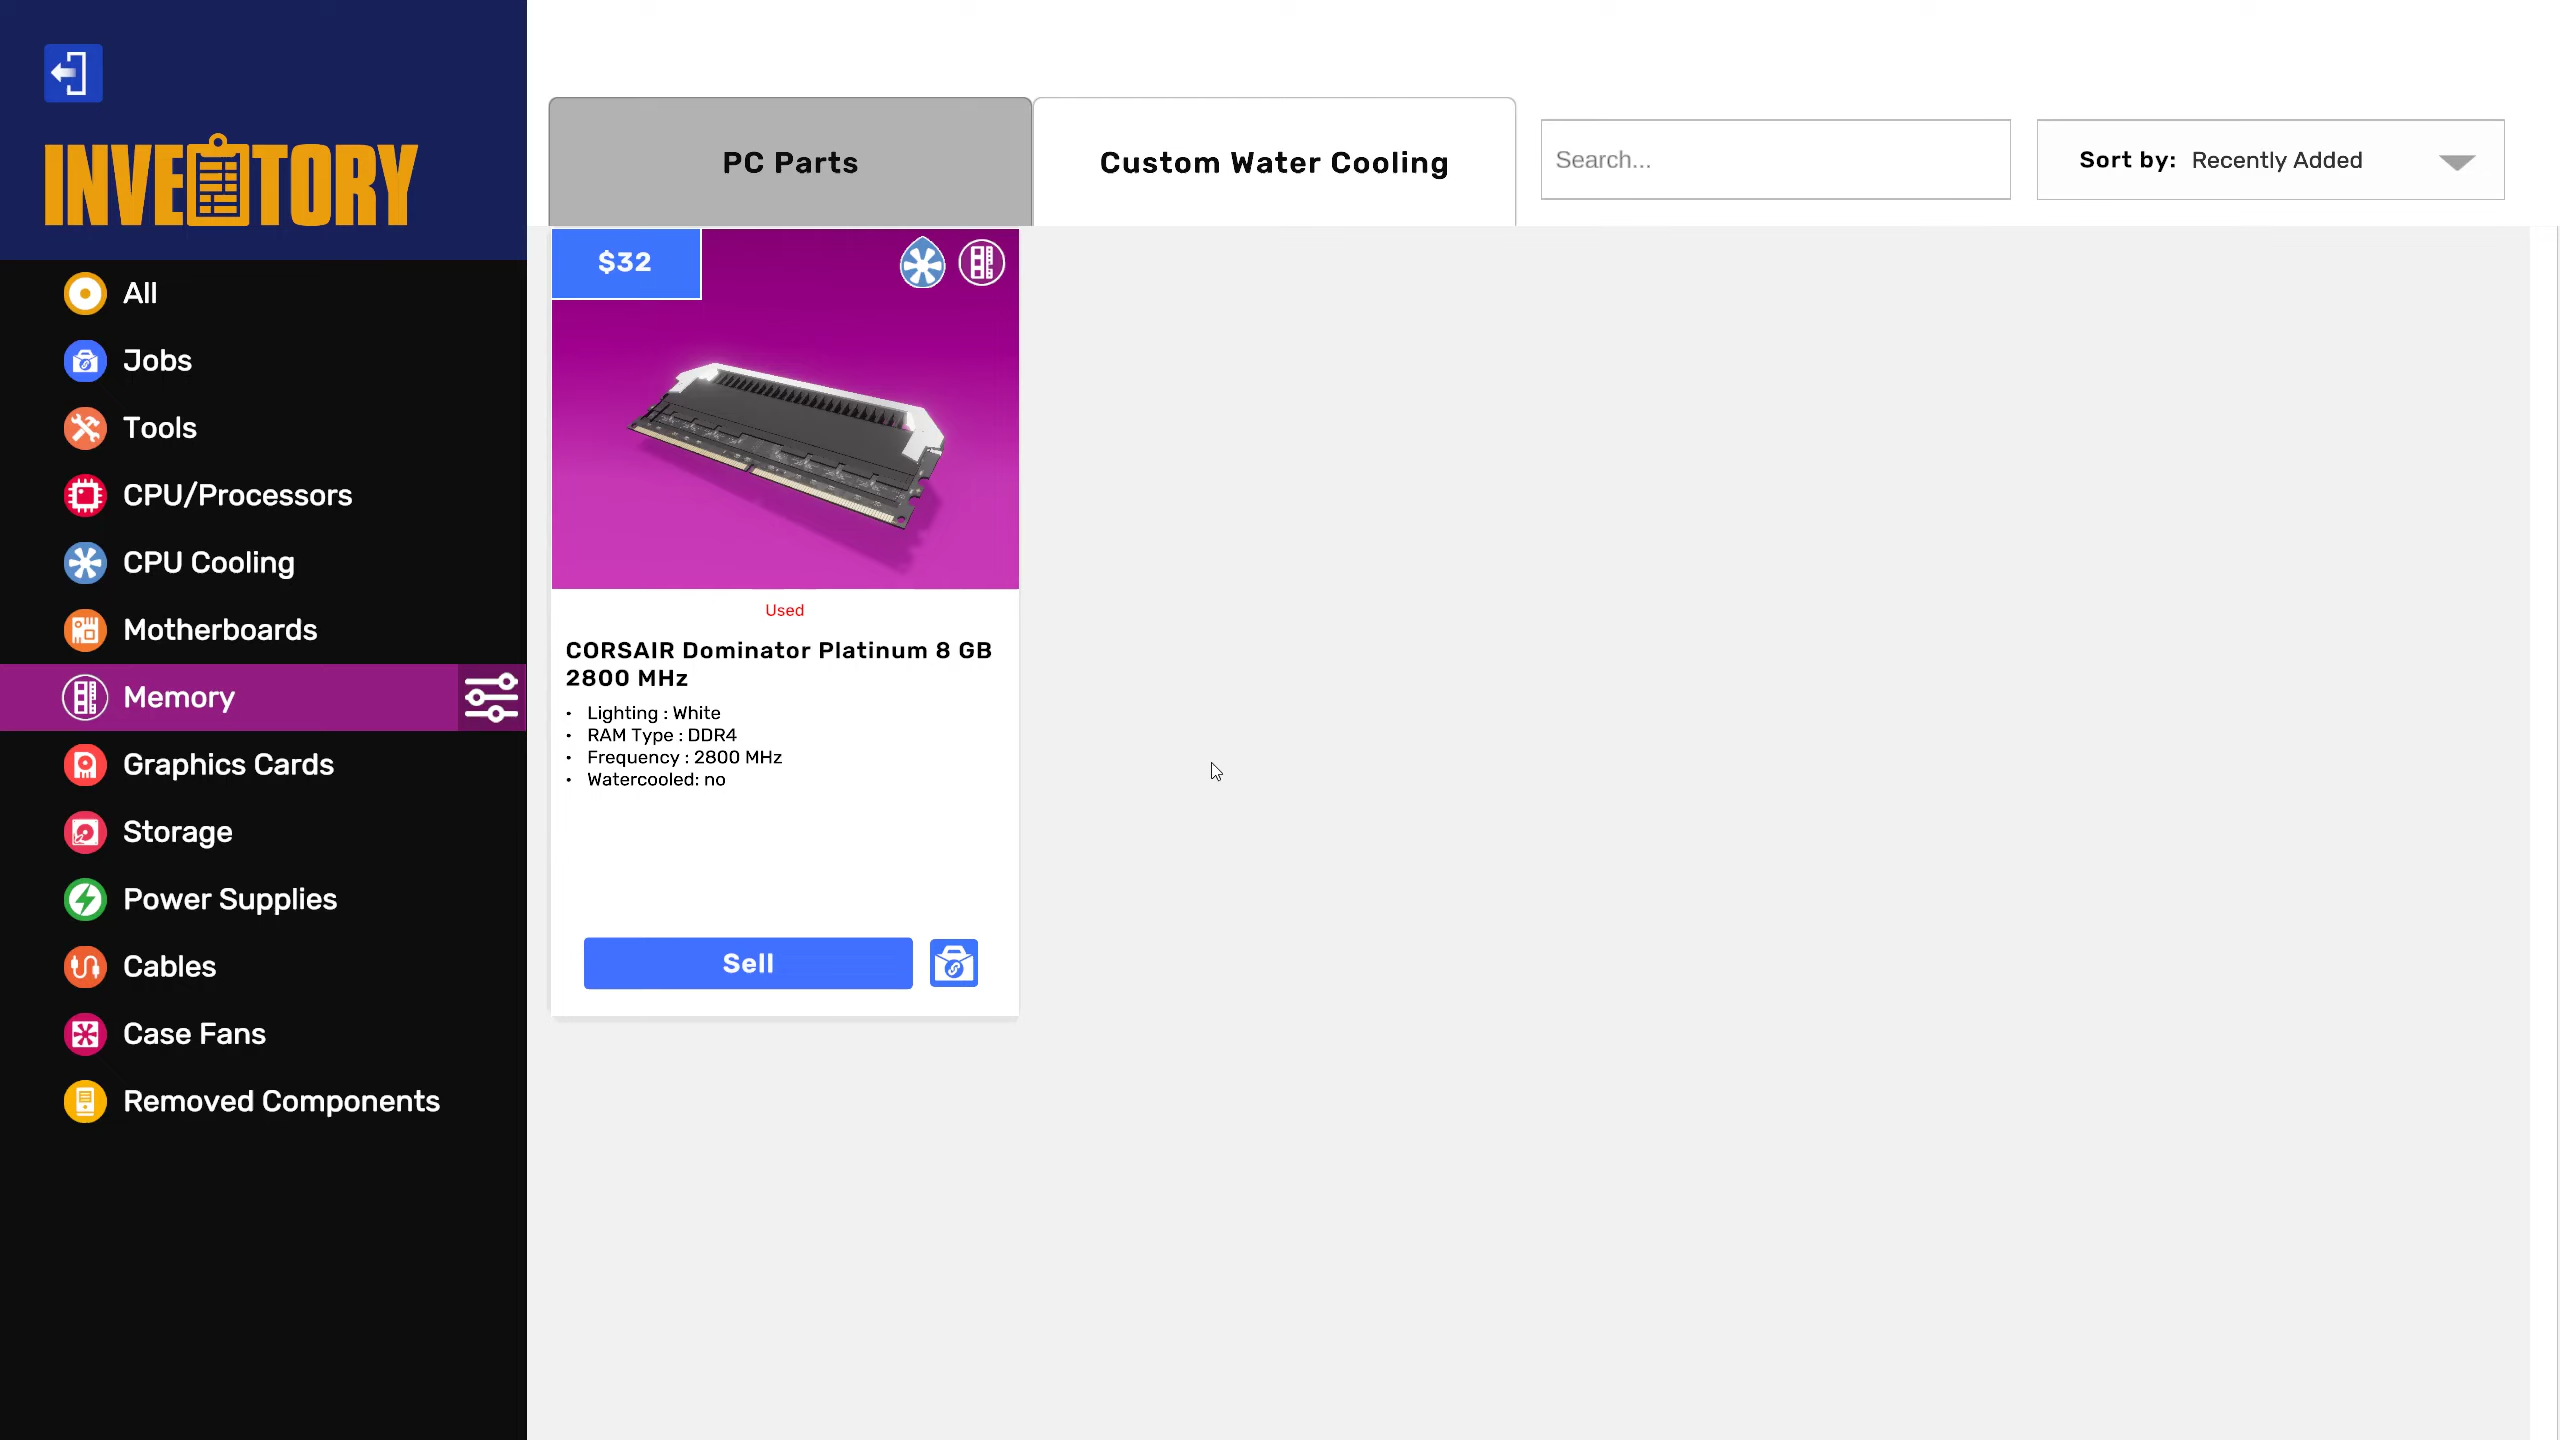 INVENTORY
All
Jobs
Tools
CPU/Processors
CPU Cooling
Motherboards
Memory
Graphics Cards
Storage
Power Supplies
Cables
Case Fans
Removed Components
PC Parts
Custom Water Cooling
Search...
Sort by: Recently Added
$32
Used
CORSAIR Dominator Platinum 8 GB
2800 MHz
• Lighting : White
• RAM Type : DDR4
• Frequency : 2800 MHz
• Watercooled: no
Sell